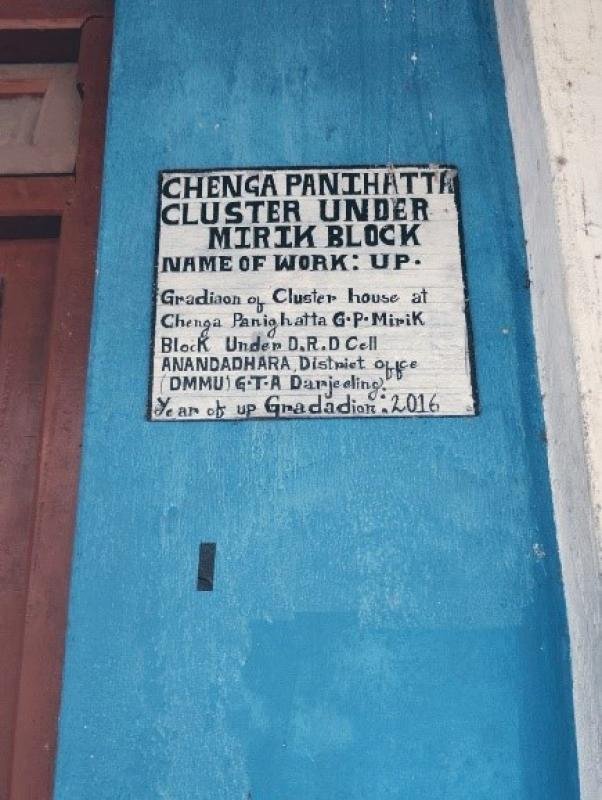 CHENGA PANIHATTA
CLUSTER UNDER
MIRIK BLOCK
NAME OF WORK: UP.
Gradiaon of Cluster house at
Chenga Panighatta G.P. Mirik
Block Under D.R.D Cell
ANANDADHARA, District office
(DMMU) G.T.A Darjeeling.
Year of up Gradadion: 2016